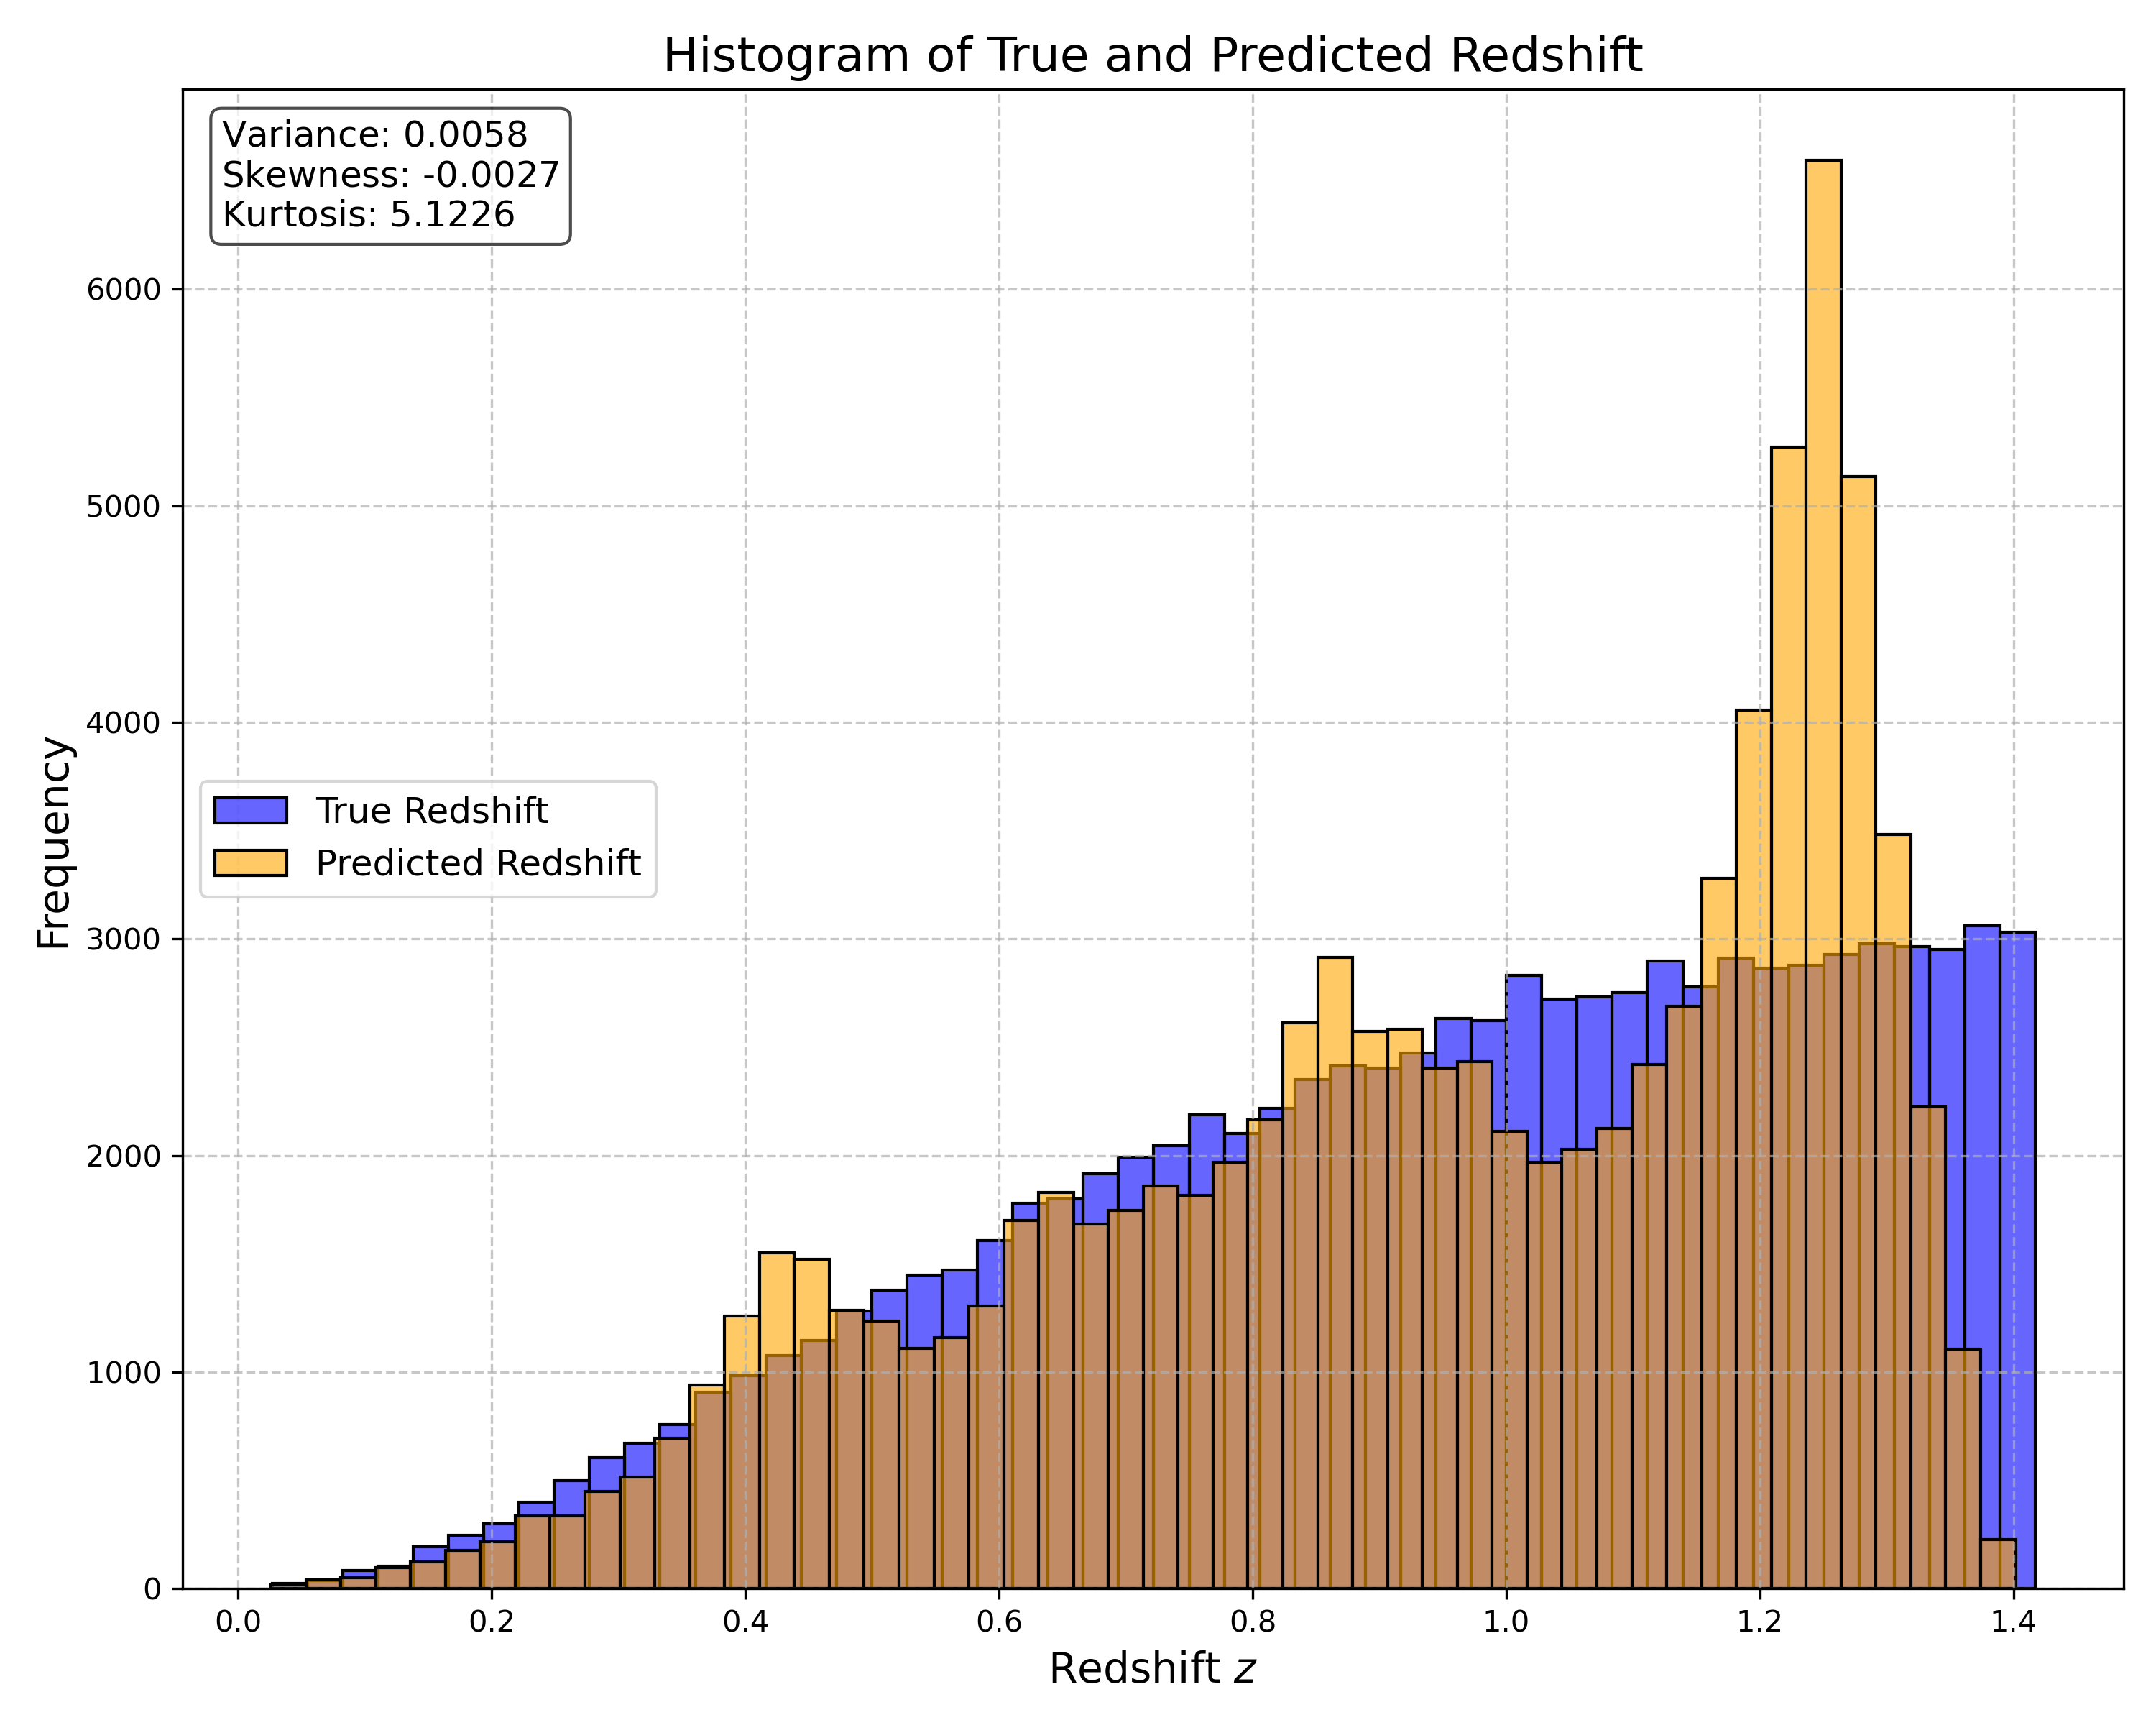 Histogram of True and Predicted Redshift
Variance: 0.0058
Skewness: -0.0027
Kurtosis: 5.1226
6000
5000
4000
3000
2000
1000
0
Frequency
True Redshift
Predicted Redshift
0.0 0.2 0.4 0.6 0.8 1.0 1.2 1.4
Redshift z